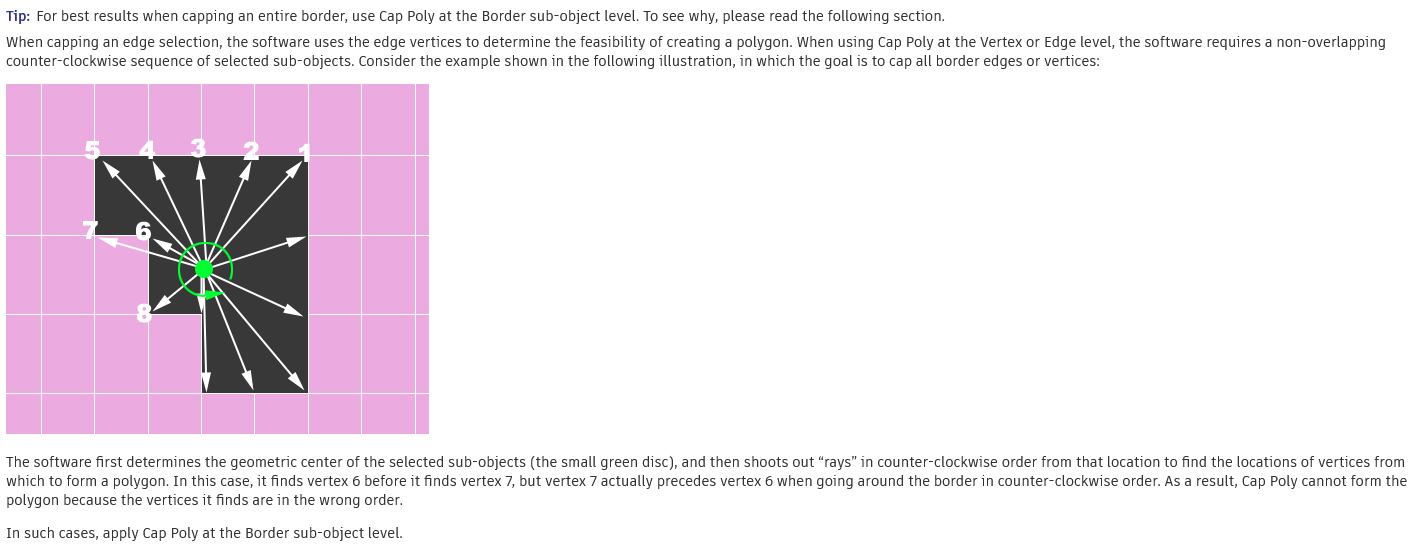 Tip: For best results when capping an entire border, use Cap Poly at the Border sub-object level. To see why, please read the following section.
When capping an edge selection, the software uses the edge vertices to determine the feasibility of creating a polygon. When using Cap Poly at the Vertex or Edge level, the software requires a non-overlapping
counter-clockwise sequence of selected sub-objects. Consider the example shown in the following illustration, in which the goal is to cap all border edges or vertices:
5 4 3 2 1
7 6
8
The software first determines the geometric center of the selected sub-objects (the small green disc), and then shoots out “rays” in counter-clockwise order from that location to find the locations of vertices from
which to form a polygon. In this case, it finds vertex 6 before it finds vertex 7, but vertex 7 actually precedes vertex 6 when going around the border in counter-clockwise order. As a result, Cap Poly cannot form the
polygon because the vertices it finds are in the wrong order.
In such cases, apply Cap Poly at the Border sub-object level.